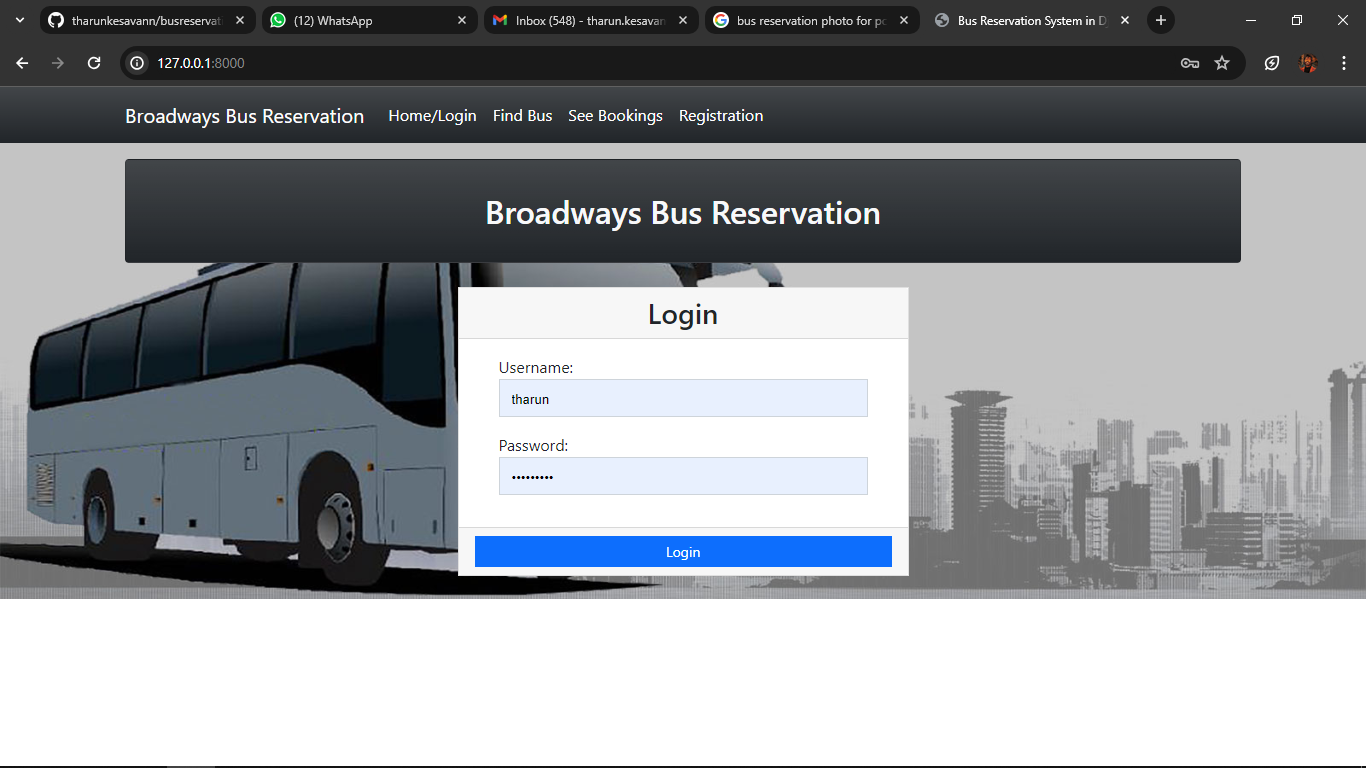 tharunkesavann/busreservat
(12) WhatsApp
Inbox (548) - tharun.kesavan
bus reservation photo for pc
Bus Reservation System in D
127.0.0.1:8000
Broadways Bus Reservation Home/Login Find Bus See Bookings Registration
Broadways Bus Reservation
Login
Username:
tharun
Password:
•••••••••
Login